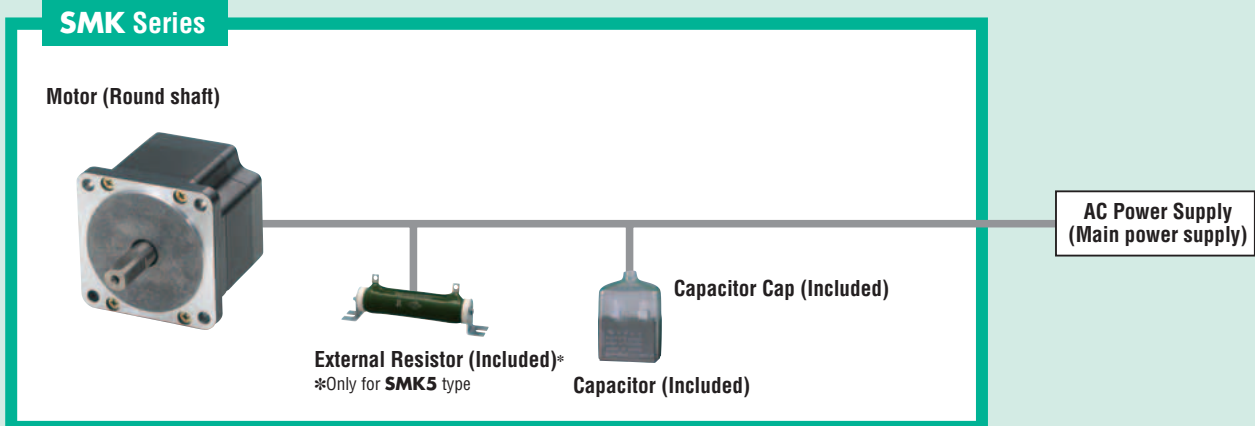 SMK Series
Motor (Round shaft)
AC Power Supply
(Main power supply)
Capacitor Cap (Included)
External Resistor (Included)*
*Only for SMK5 type
Capacitor (Included)